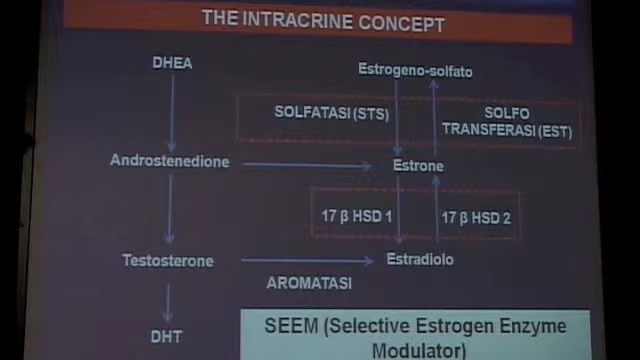 THE INTRACRINE CONCEPT
DHEA
Estrogeno-solfato
SOLFATASI (STS)
SOLFO
TRANSFERASI (EST)
Androstenedione
Estrone
17 β HSD 1
17 β HSD 2
Testosterone
Estradiolo
AROMATASI
DHT
SEEM (Selective Estrogen Enzyme
Modulator)